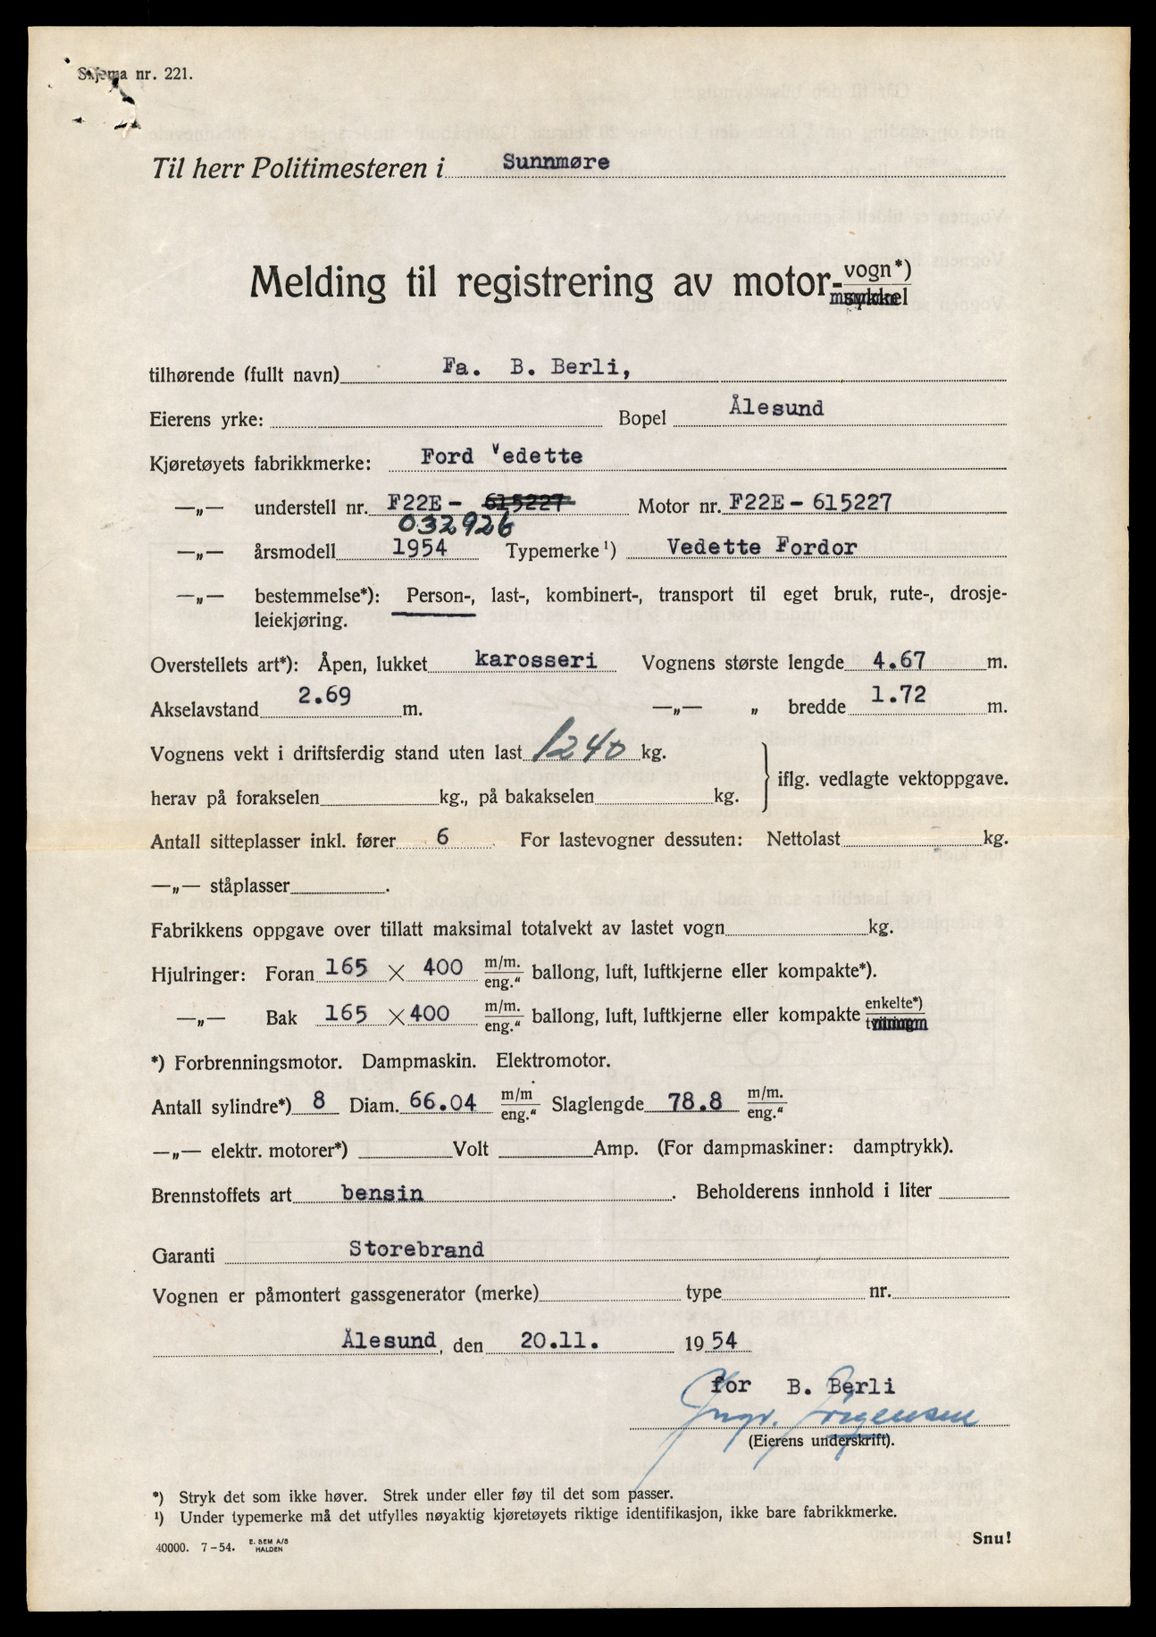 Skjema nr. 221.
Til herr Politimesteren i Sunnmøre
Melding til registrering av motor-vogn*)
sykkel
tilhørende (fullt navn) Fa. B. Berli,
Eierens yrke: Bopel Ålesund
Kjøretøyets fabrikkmerke: Ford Vedette
—„— understell nr. F22E - 615227 Motor nr. F22E - 615227
032926
—„— årsmodell 1954 Typemerke ¹) Vedette Fordor
—„— bestemmelse*): Person-, last-, kombinert-, transport til eget bruk, rute-, drosje-
leiekjøring.
Overstellets art*): Åpen, lukket karosseri Vognens største lengde 4.67 m.
Akselavstand 2.69 m. —„— „ bredde 1.72 m.
Vognens vekt i driftsferdig stand uten last 1240 kg.
iflg. vedlagte vektoppgave.
herav på forakselen kg., på bakakselen kg.
Antall sitteplasser inkl. fører 6 For lastevogner dessuten: Nettolast kg.
—„— ståplasser .
Fabrikkens oppgave over tillatt maksimal totalvekt av lastet vogn kg.
Hjulringer: Foran 165 × 400 m/m. eng.“ ballong, luft, luftkjerne eller kompakte*).
—„— Bak 165 × 400 m/m. eng.“ ballong, luft, luftkjerne eller kompakte enkelte*)
*) Forbrenningsmotor. Dampmaskin. Elektromotor.
Antall sylindre*) 8 Diam. 66.04 m/m eng.“ Slaglengde 78.8 m/m. eng.“
—„— elektr. motorer*) Volt Amp. (For dampmaskiner: damptrykk).
Brennstoffets art bensin . Beholderens innhold i liter
Garanti Storebrand
Vognen er påmontert gassgenerator (merke) type nr.
Ålesund, den 20.11. 1954
for B. Berli
Ingv. Jörgensen
(Eierens underskrift).
*) Stryk det som ikke høver. Strek under eller føy til det som passer.
¹) Under typemerke må det utfylles nøyaktig kjøretøyets riktige identifikasjon, ikke bare fabrikkmerke.
Snu!
40000. 7-54. E. SEM A/S HALDEN